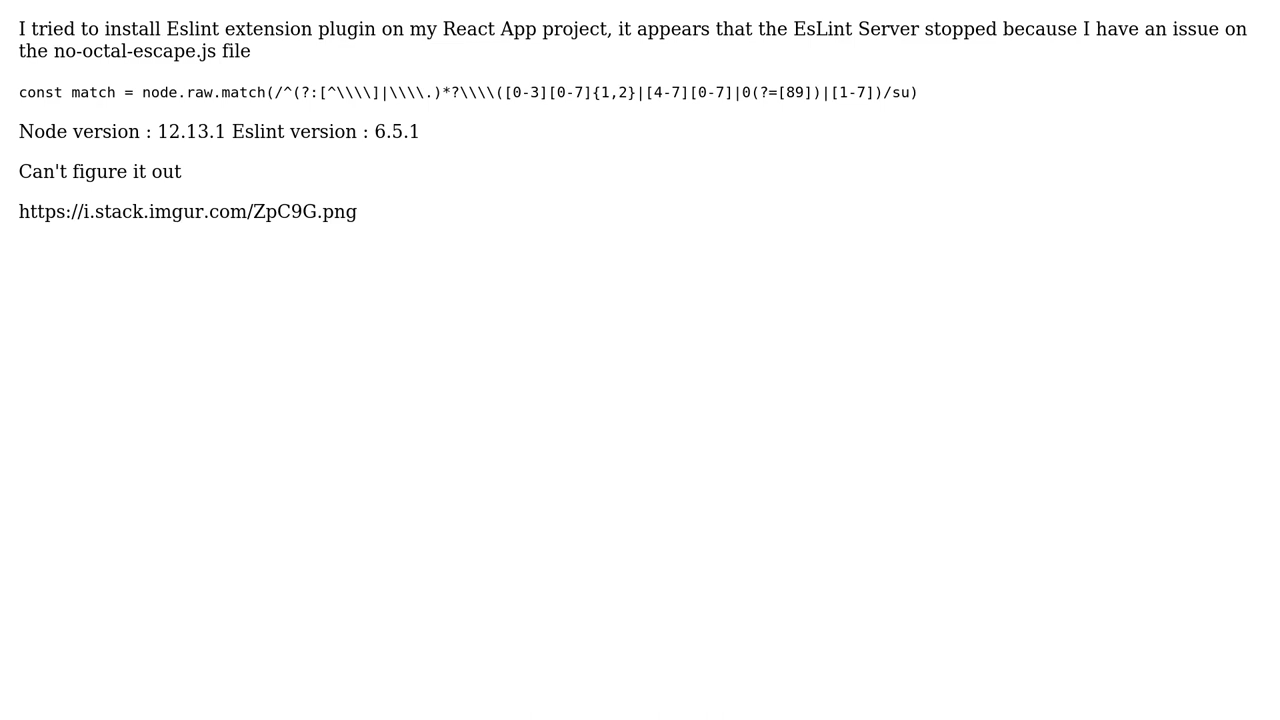 I tried to install Eslint extension plugin on my React App project, it appears that the EsLint Server stopped because I have an issue on
the no-octal-escape.js file
const match = node.raw.match(/^(?:[^\\\\]|\\\\.)*?\\\\([0-3][0-7]{1,2}|[4-7][0-7]|0(?=[89])|[1-7])/su)
Node version : 12.13.1 Eslint version : 6.5.1
Can't figure it out
https://i.stack.imgur.com/ZpC9G.png